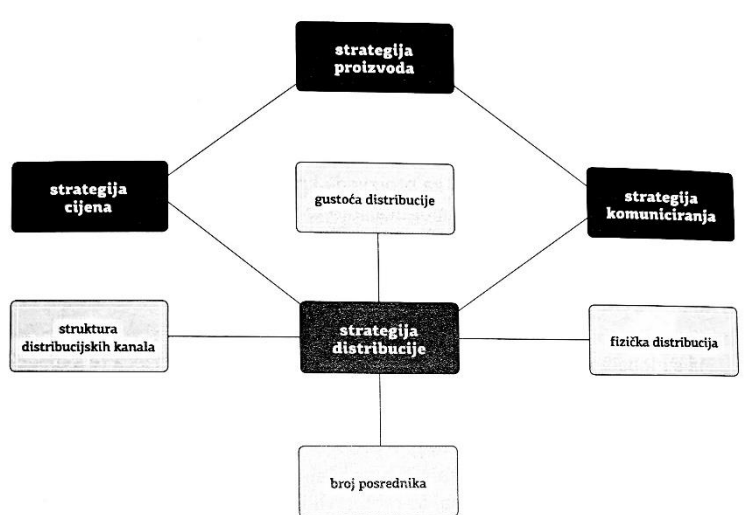 strategija
proizvoda
strategija
cijena
gustoća distribucije
strategija
komuniciranja
struktura
distribucijskih kanala
strategija
distribucije
fizička distribucija
broj posrednika